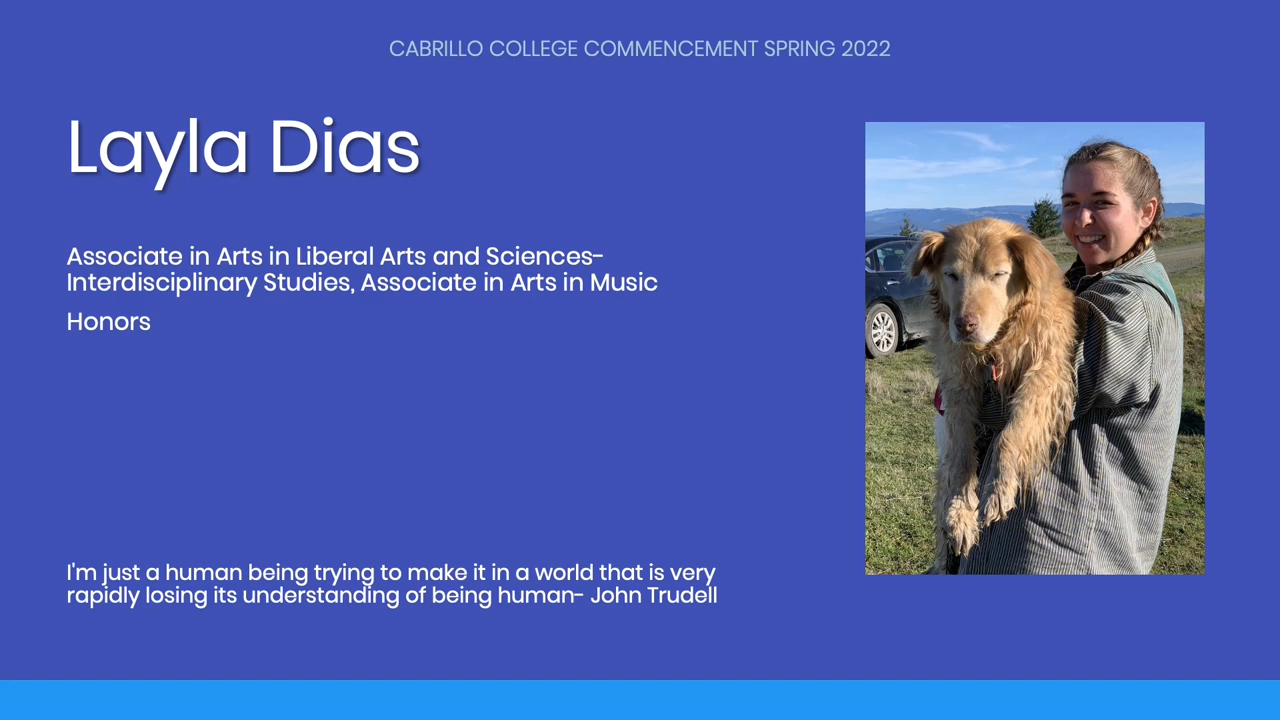 CABRILLO COLLEGE COMMENCEMENT SPRING 2022
Layla Dias
Associate in Arts in Liberal Arts and Sciences-
Interdisciplinary Studies, Associate in Arts in Music
Honors
I'm just a human being trying to make it in a world that is very
rapidly losing its understanding of being human- John Trudell